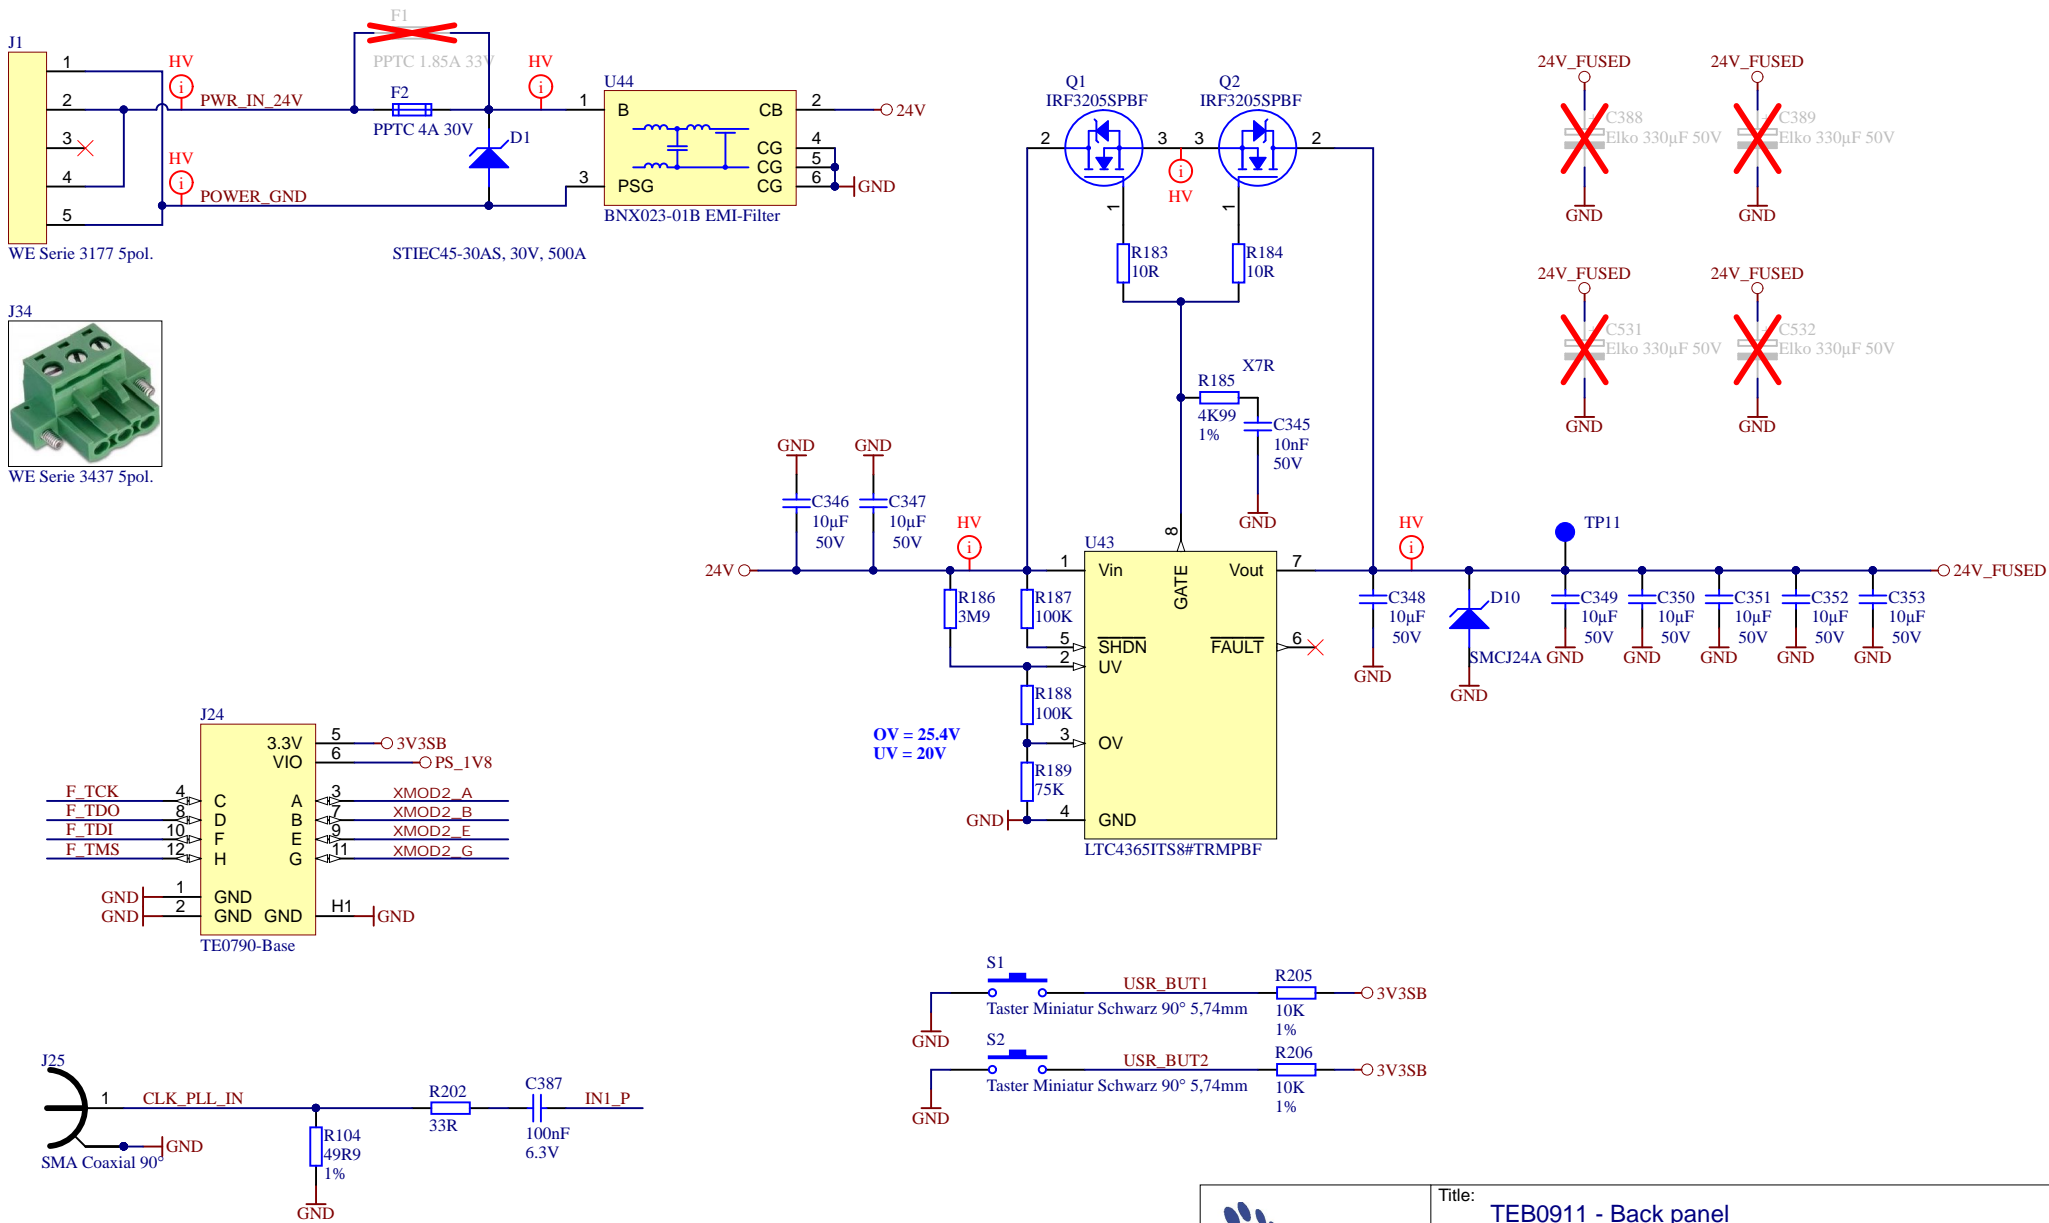 J1
1
2
3
4
5
WE Serie 3177 5pol.
HV
i
PWR_IN_24V
HV
i
POWER_GND
F1
PPTC 1.85A 33V
F2
PPTC 4A 30V
D1
HV
i
STIEC45-30AS, 30V, 500A
U44
1
B
CB
2
24V
CG
4
CG
5
3
PSG
CG
6
GND
BNX023-01B EMI-Filter
J34
WE Serie 3437 5pol.
Q1
IRF3205SPBF
Q2
IRF3205SPBF
2
3
3
2
i
HV
1
1
R183
10R
R184
10R
X7R
R185
4K99
1%
C345
10nF
50V
GND
24V_FUSED
C388
Elko 330µF 50V
GND
24V_FUSED
C389
Elko 330µF 50V
GND
24V_FUSED
C531
Elko 330µF 50V
GND
24V_FUSED
C532
Elko 330µF 50V
GND
GND
C346
10µF
50V
GND
C347
10µF
50V
HV
i
24V
R186
3M9
R187
100K
R188
100K
R189
75K
GND
OV = 25.4V
UV = 20V
U43
8
GATE
1
Vin
Vout
7
5
SHDN
FAULT
6
2
UV
3
OV
4
GND
LTC4365ITS8#TRMPBF
HV
i
C348
10µF
50V
GND
D10
SMCJ24A
GND
TP11
24V_FUSED
C349
10µF
50V
GND
C350
10µF
50V
GND
C351
10µF
50V
GND
C352
10µF
50V
GND
C353
10µF
50V
GND
J24
3.3V
5
3V3SB
VIO
6
PS_1V8
F_TCK
4
C
A
3
XMOD2_A
F_TDO
8
D
B
7
XMOD2_B
F_TDI
10
F
E
9
XMOD2_E
F_TMS
12
H
G
11
XMOD2_G
GND
1
GND
GND
2
GND
GND
H1
GND
TE0790-Base
S1
USR_BUT1
R205
10K
1%
3V3SB
Taster Miniatur Schwarz 90° 5,74mm
GND
S2
USR_BUT2
R206
10K
1%
3V3SB
Taster Miniatur Schwarz 90° 5,74mm
GND
J25
1
CLK_PLL_IN
GND
SMA Coaxial 90°
R104
49R9
1%
GND
R202
33R
C387
100nF
6.3V
IN1_P
Title:
TEB0911 - Back panel